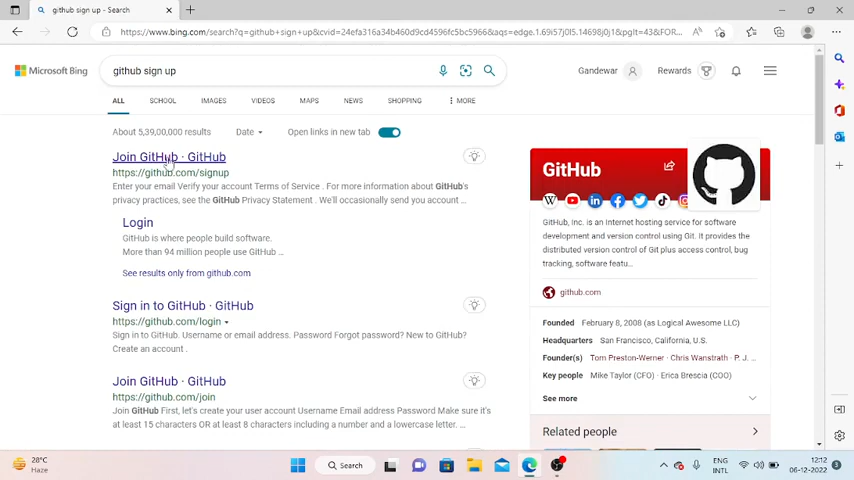 github sign up
https://www.bing.com/search?q=github+sign+up&cvid=24efa316a34b460d9cd4596fc5bc5966&aqs=edge.1.69i57j0l5.14698j0j1&pglt=43&FOR...
Microsoft Bing
github sign up
Gandewar
Rewards
ALL SCHOOL IMAGES VIDEOS MAPS NEWS SHOPPING MORE
About 5,39,00,000 results Date Open links in new tab
Join GitHub · GitHub
https://github.com/signup
Enter your email Verify your account Terms of Service . For more information about GitHub's
privacy practices, see the GitHub Privacy Statement . We'll occasionally send you account ...
Login
GitHub is where people build software.
More than 94 million people use GitHub ...
See results only from github.com
Sign in to GitHub · GitHub
https://github.com/login
Sign in to GitHub. Username or email address. Password Forgot password? New to GitHub?
Create an account .
Join GitHub · GitHub
https://github.com/join
Join GitHub First, let's create your user account Username Email address Password Make sure it's
at least 15 characters OR at least 8 characters including a number and a lowercase letter. ...
GitHub
GitHub, Inc. is an Internet hosting service for software
development and version control using Git. It provides the
distributed version control of Git plus access control, bug
tracking, software featu...
github.com
Founded February 8, 2008 (as Logical Awesome LLC)
Headquarters San Francisco, California, U.S.
Founder(s) Tom Preston-Werner · Chris Wanstrath · P. J. ...
Key people Mike Taylor (CFO) · Erica Brescia (COO)
See more
Related people
28°C
Haze
Search
ENG
INTL
12:12
06-12-2022